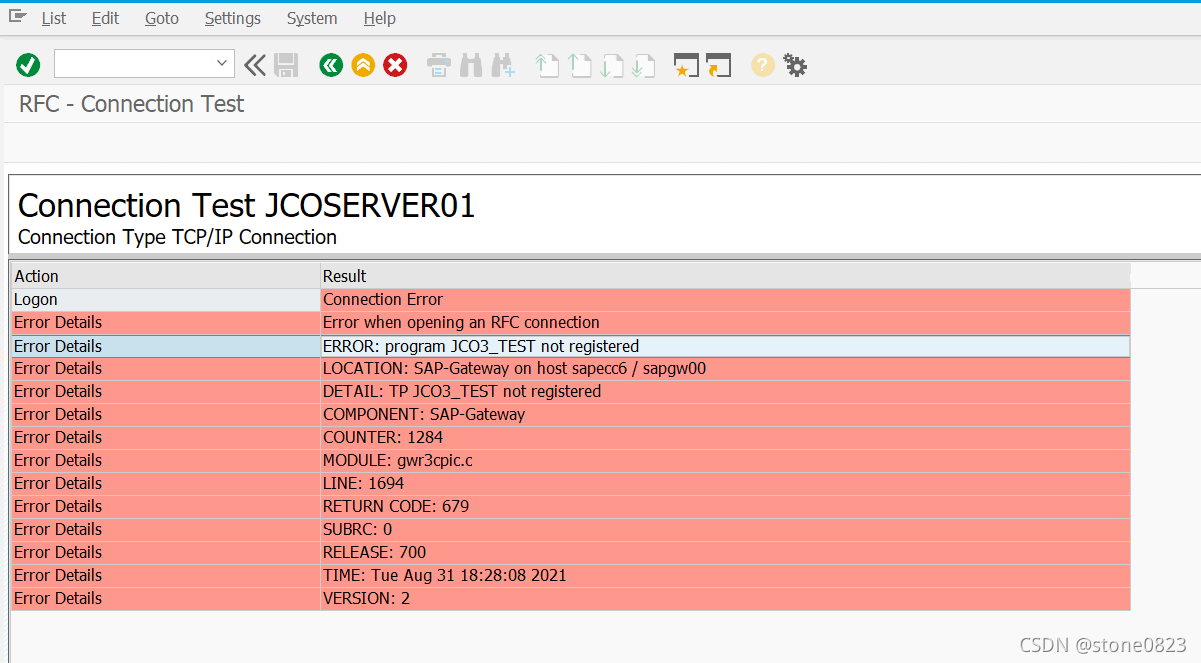 List Edit Goto Settings System Help
RFC - Connection Test
Connection Test JCOSERVER01
Connection Type TCP/IP Connection
Action Result
Logon Connection Error
Error Details Error when opening an RFC connection
Error Details ERROR: program JCO3_TEST not registered
Error Details LOCATION: SAP-Gateway on host sapecc6 / sapgw00
Error Details DETAIL: TP JCO3_TEST not registered
Error Details COMPONENT: SAP-Gateway
Error Details COUNTER: 1284
Error Details MODULE: gwr3cpic.c
Error Details LINE: 1694
Error Details RETURN CODE: 679
Error Details SUBRC: 0
Error Details RELEASE: 700
Error Details TIME: Tue Aug 31 18:28:08 2021
Error Details VERSION: 2
CSDN @stone0823